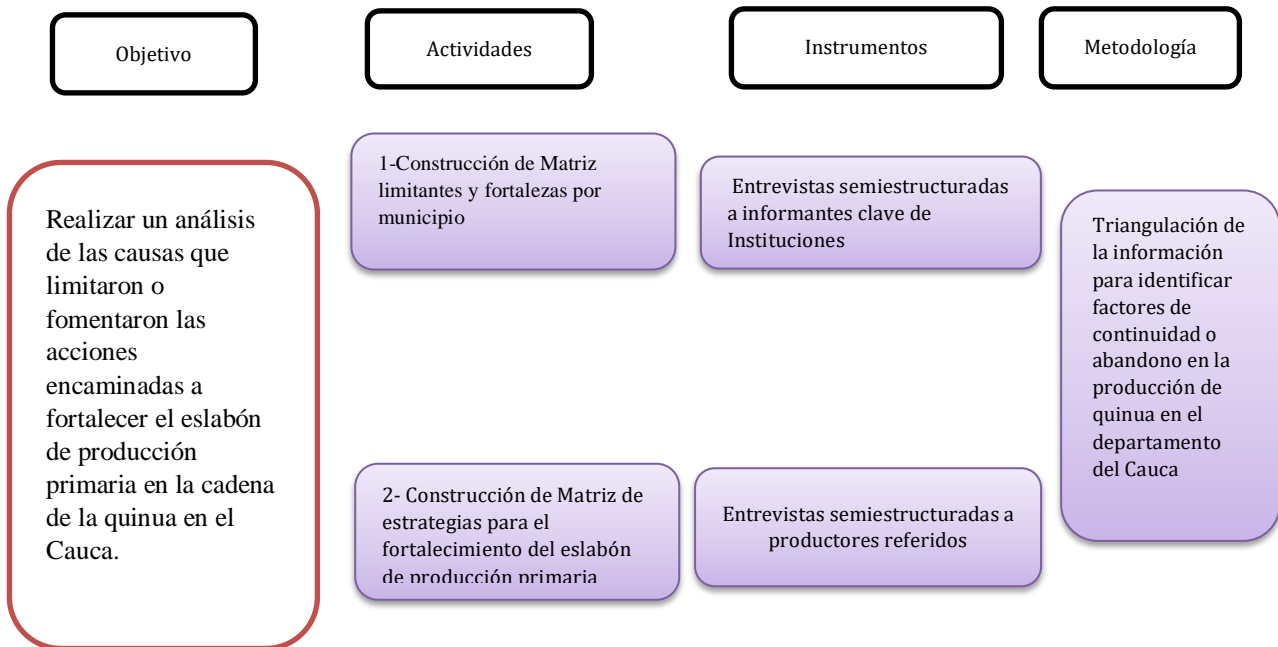 Objetivo
Actividades
Instrumentos
Metodología
Realizar un análisis
de las causas que
limitaron o
fomentaron las
acciones
encaminadas a
fortalecer el eslabón
de producción
primaria en la cadena
de la quinua en el
Cauca.
1-Construcción de Matriz
limitantes y fortalezas por
municipio
2- Construcción de Matriz de
estrategias para el
fortalecimiento del eslabón
de producción primaria
Entrevistas semiestructuradas
a informantes clave de
Instituciones
Entrevistas semiestructuradas a
productores referidos
Triangulación de
la información
para identificar
factores de
continuidad o
abandono en la
producción de
quinua en el
departamento
del Cauca